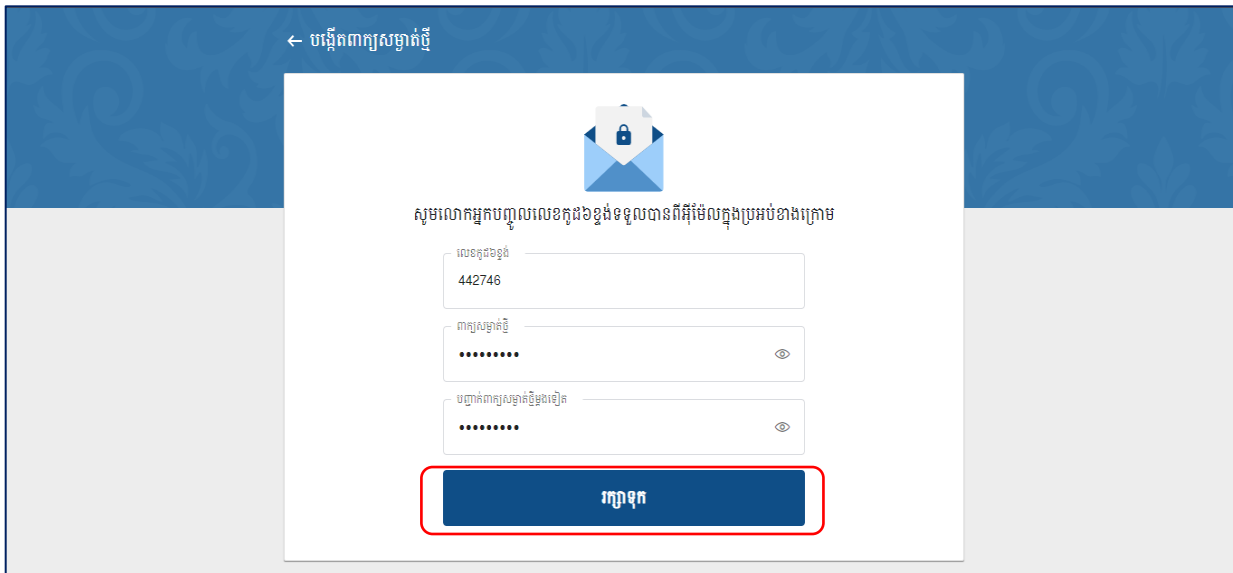 ← បង្កើតពាក្យសម្ងាត់ថ្មី
សូមលោកអ្នកបញ្ចូលលេខកូដ៦ខ្ទង់ទទួលបានពីអ៊ីម៉ែលក្នុងប្រអប់ខាងក្រោម
លេខកូដ៦ខ្ទង់
442746
ពាក្យសម្ងាត់ថ្មី
•••••••••
បញ្ជាក់ពាក្យសម្ងាត់ថ្មីម្ដងទៀត
•••••••••
រក្សាទុក